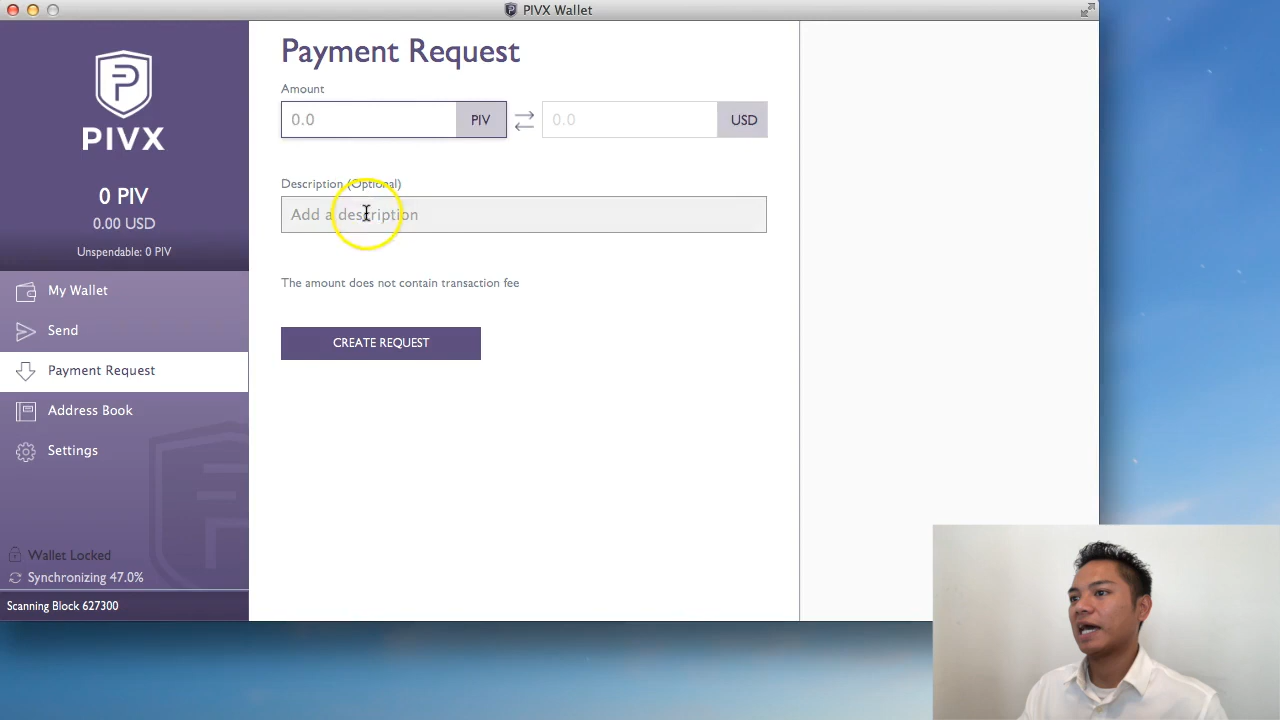 PIVX Wallet
PIVX
0 PIV
0.00 USD
Unspendable: 0 PIV
My Wallet
Send
Payment Request
Address Book
Settings
Wallet Locked
Synchronizing 47.0%
Scanning Block 627300
Payment Request
Amount
0.0 PIV 0.0 USD
Description (Optional)
Add a description
The amount does not contain transaction fee
CREATE REQUEST